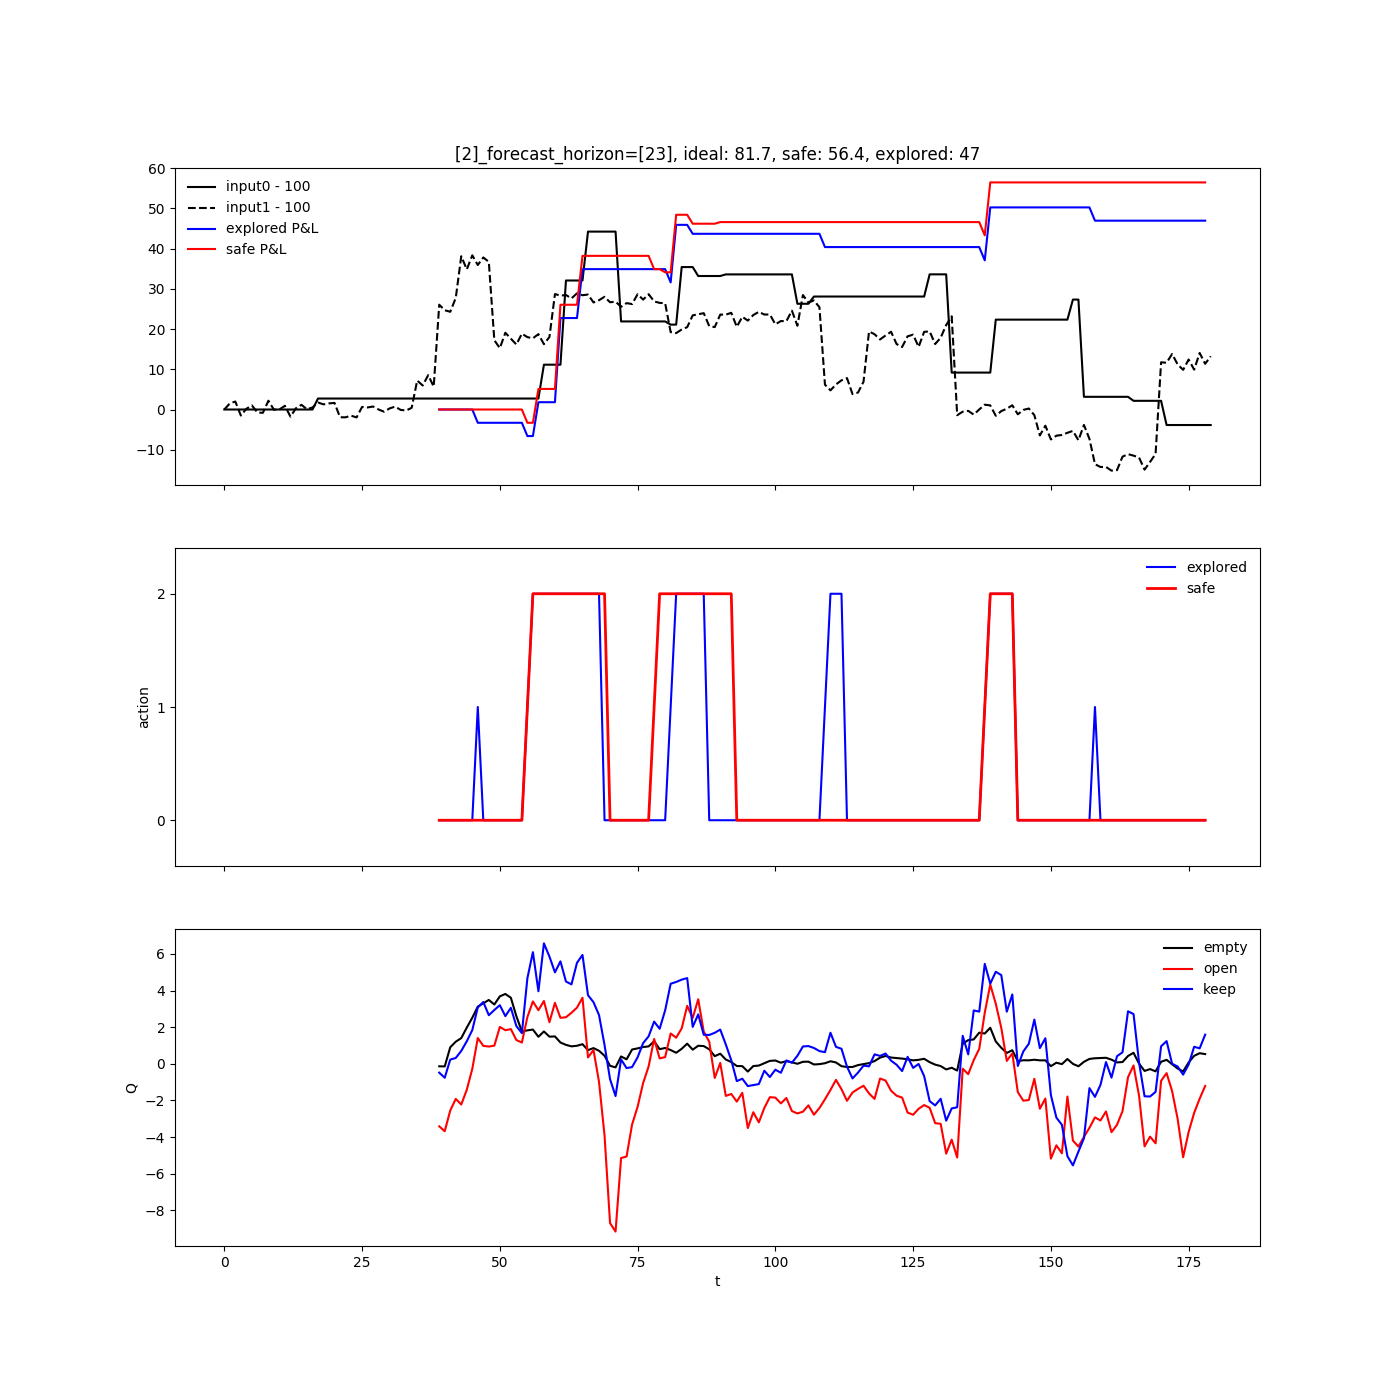 [2]_forecast_horizon=[23], ideal: 81.7, safe: 56.4, explored: 47
60
50
40
30
20
10
0
−10
input0 - 100
input1 - 100
explored P&L
safe P&L
action
2
1
0
explored
safe
Q
6
4
2
0
−2
−4
−6
−8
empty
open
keep
0 25 50 75 100 125 150 175
t